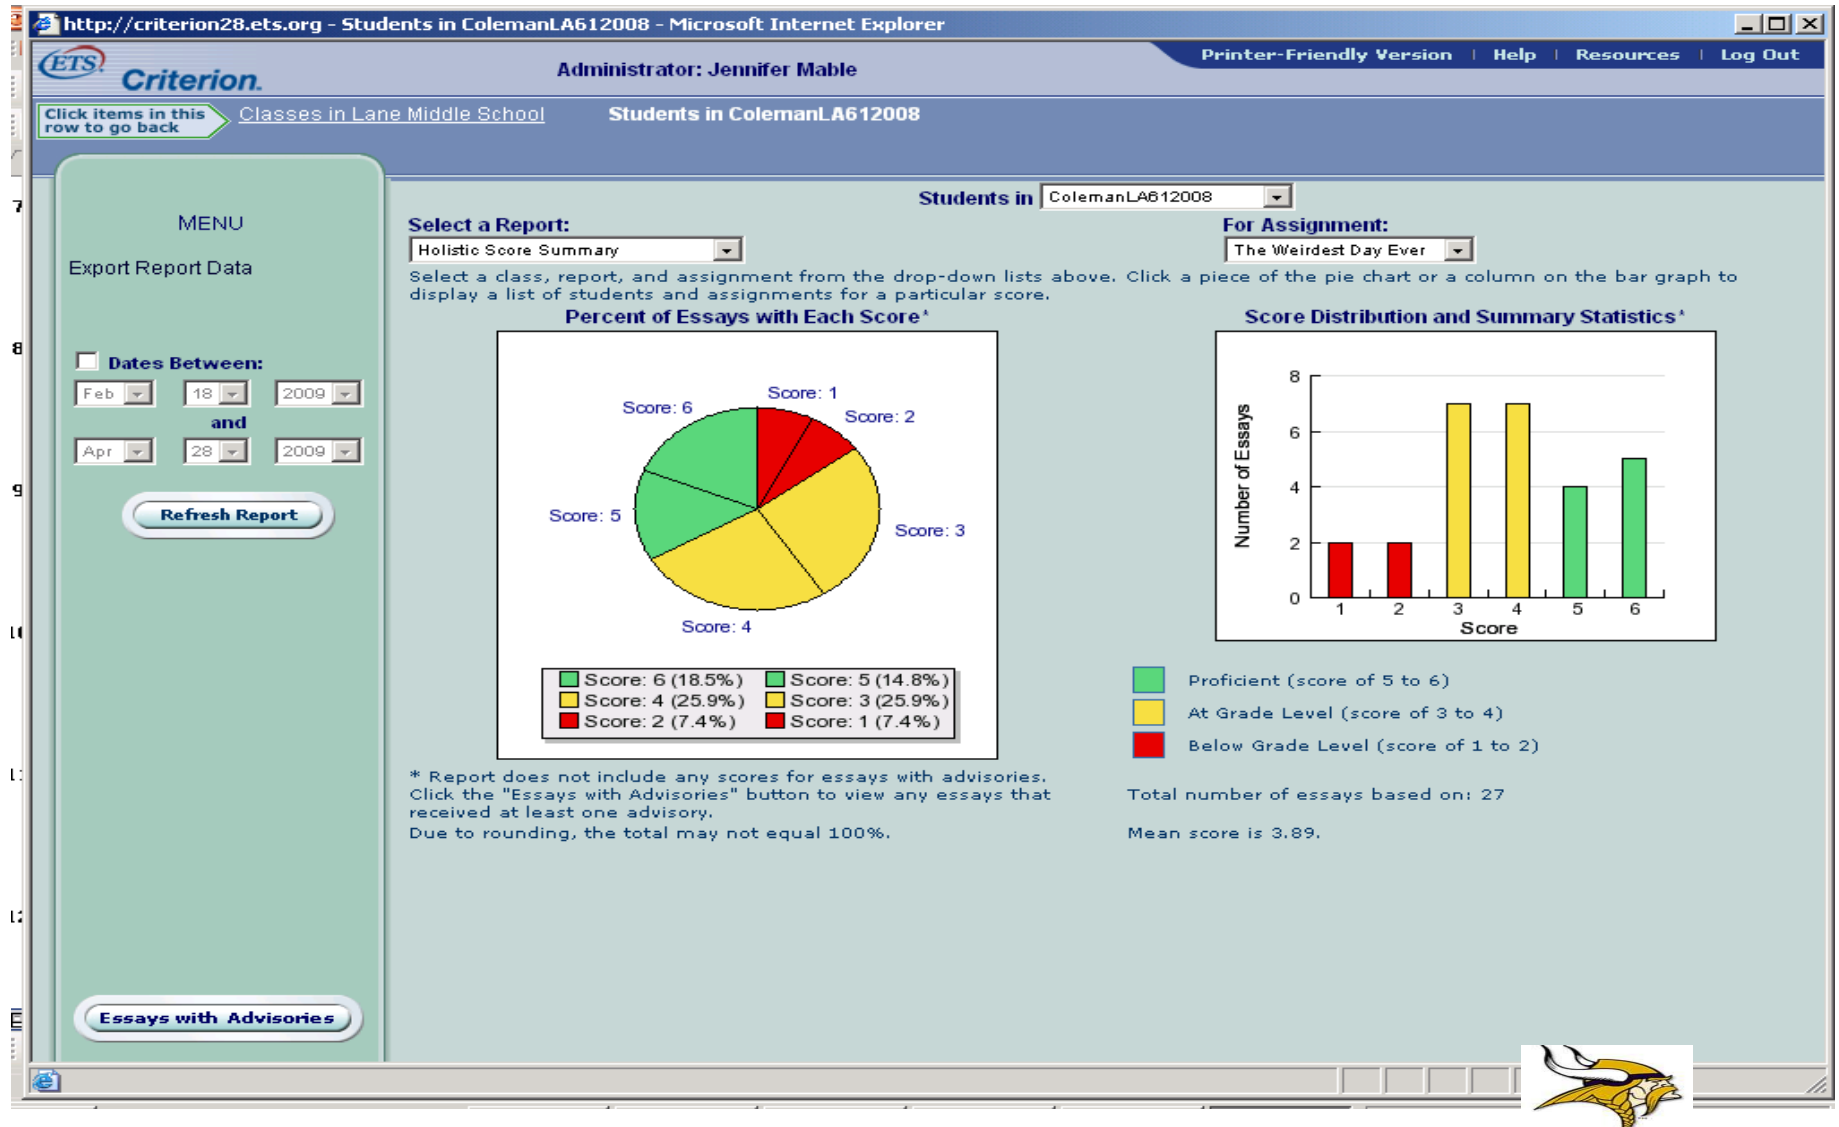 http://criterion28.ets.org - Students in ColemanLA612008 - Microsoft Internet Explorer
Printer-Friendly Version | Help | Resources | Log Out
ETS
Criterion.
Administrator: Jennifer Mable
Click items in this
row to go back
Classes in Lane Middle School
Students in ColemanLA612008
MENU
Export Report Data
Dates Between:
Feb 18 2009
and
Apr 28 2009
Refresh Report
Essays with Advisories
Students in ColemanLA612008
Select a Report:
Holistic Score Summary
For Assignment:
The Weirdest Day Ever
Select a class, report, and assignment from the drop-down lists above. Click a piece of the pie chart or a column on the bar graph to
display a list of students and assignments for a particular score.
Percent of Essays with Each Score*
Score: 1
Score: 6
Score: 2
Score: 5
Score: 3
Score: 4
Score: 6 (18.5%) Score: 5 (14.8%)
Score: 4 (25.9%) Score: 3 (25.9%)
Score: 2 (7.4%) Score: 1 (7.4%)
* Report does not include any scores for essays with advisories.
Click the "Essays with Advisories" button to view any essays that
received at least one advisory.
Due to rounding, the total may not equal 100%.
Score Distribution and Summary Statistics*
8
6
4
2
0
Number of Essays
1 2 3 4 5 6
Score
Proficient (score of 5 to 6)
At Grade Level (score of 3 to 4)
Below Grade Level (score of 1 to 2)
Total number of essays based on: 27
Mean score is 3.89.
7
8
9